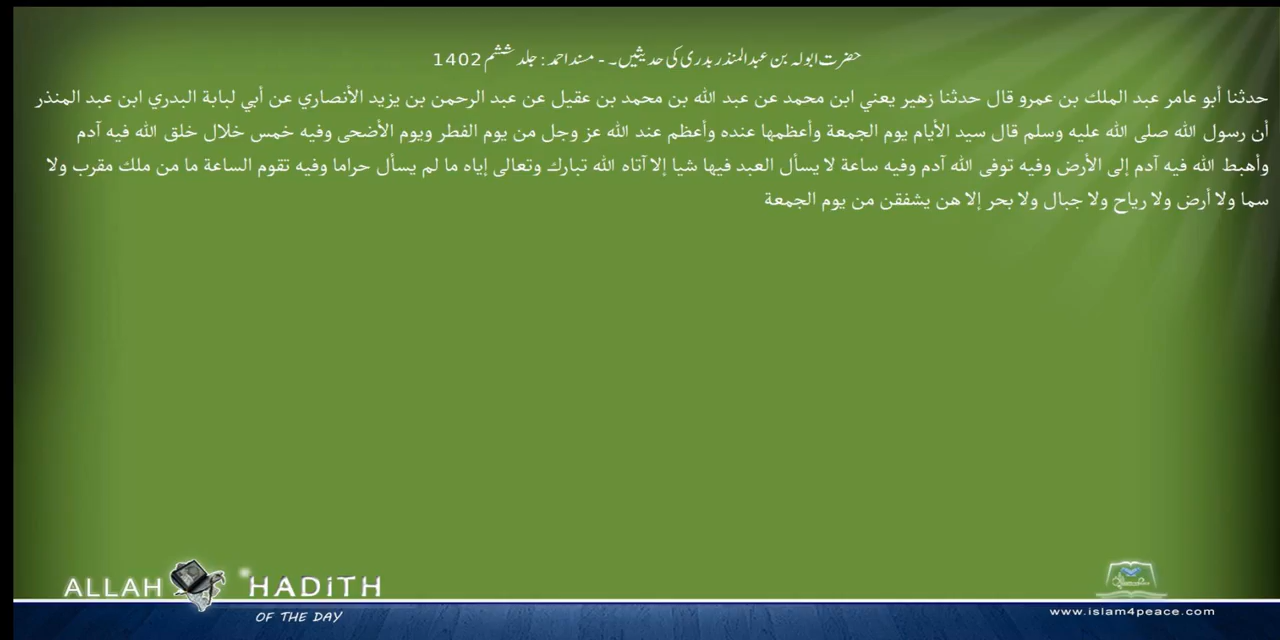 حضرت ابولہ بن عبدالمنذر بدری کی حدیثیں۔ - مسند احمد : جلد ششم 1402
حدثنا أبو عامر عبد الملك بن عمرو قال حدثنا زهير يعني ابن محمد عن عبد الله بن محمد بن عقيل عن عبد الرحمن بن يزيد الأنصاري عن أبي لبابة البدري ابن عبد المنذر
أن رسول الله صلى الله عليه وسلم قال سيد الأيام يوم الجمعة وأعظمها عنده وأعظم عند الله عز وجل من يوم الفطر ويوم الأضحى وفيه خمس خلال خلق الله فيه آدم
وأهبط الله فيه آدم إلى الأرض وفيه توفى الله آدم وفيه ساعة لا يسأل العبد فيها شيا إلا آتاه الله تبارك وتعالى إياه ما لم يسأل حراما وفيه تقوم الساعة ما من ملك مقرب ولا
سما ولا أرض ولا رياح ولا جبال ولا بحر إلا هن يشفقن من يوم الجمعة
ALLAH HADITH
OF THE DAY
www.islam4peace.com